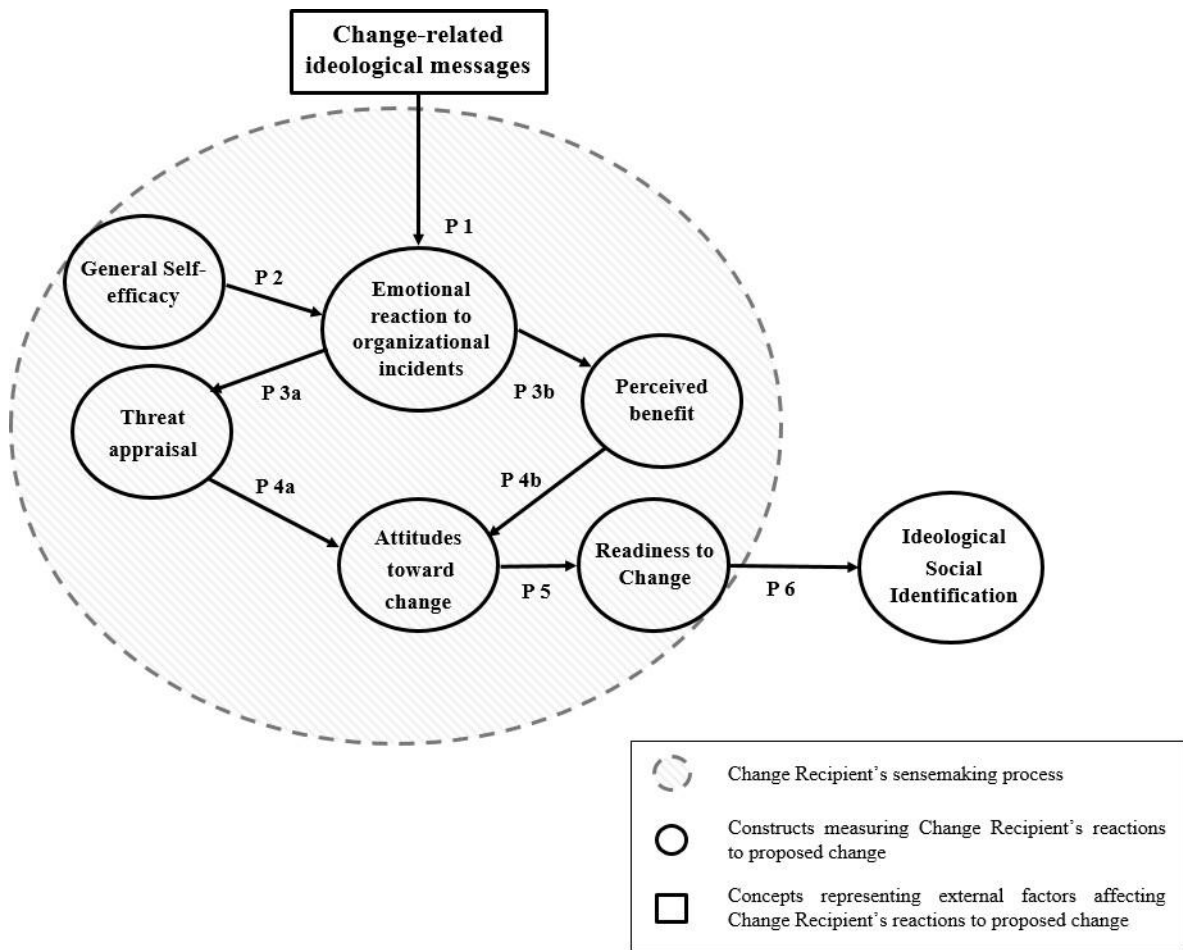 Change-related
ideological messages
P 1
General Self-
efficacy
P 2
Emotional
reaction to
organizational
incidents
P 3a
P 3b
Perceived
benefit
Threat
appraisal
P 4a
P 4b
Attitudes
toward
change
P 5
Readiness to
Change
P 6
Ideological
Social
Identification
Change Recipient's sensemaking process
Constructs measuring Change Recipient's reactions
to proposed change
Concepts representing external factors affecting
Change Recipient's reactions to proposed change